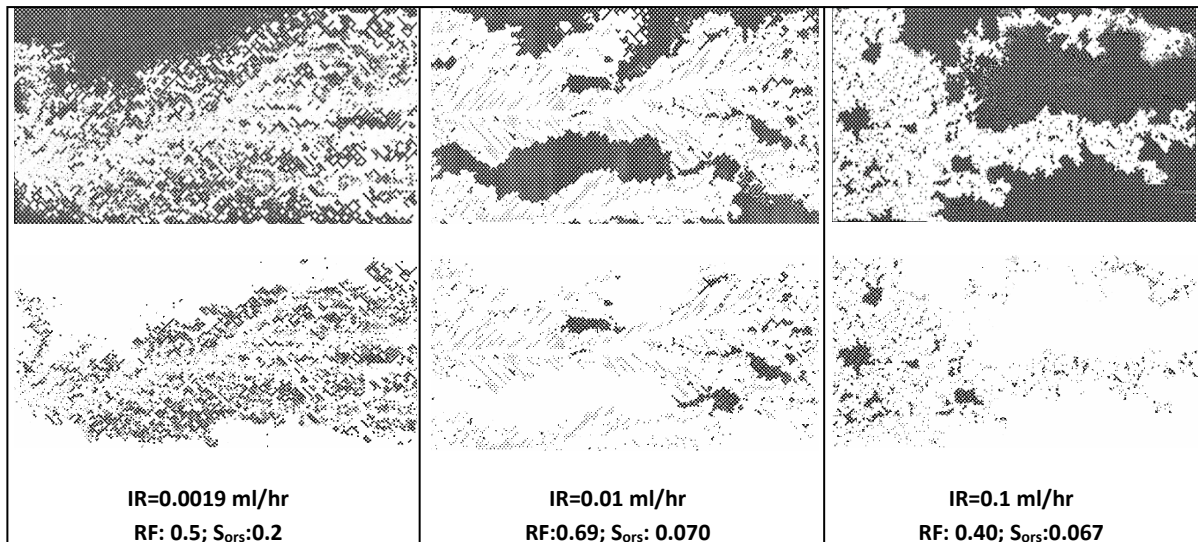 IR=0.0019 ml/hr
RF: 0.5; Sors:0.2
IR=0.01 ml/hr
RF:0.69; Sors: 0.070
IR=0.1 ml/hr
RF: 0.40; Sors:0.067